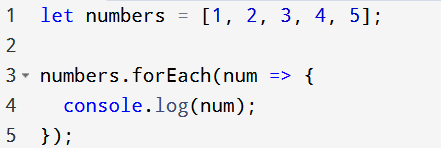 1 let numbers = [1, 2, 3, 4, 5];
2
3 numbers.forEach(num => {
4   console.log(num);
5 });